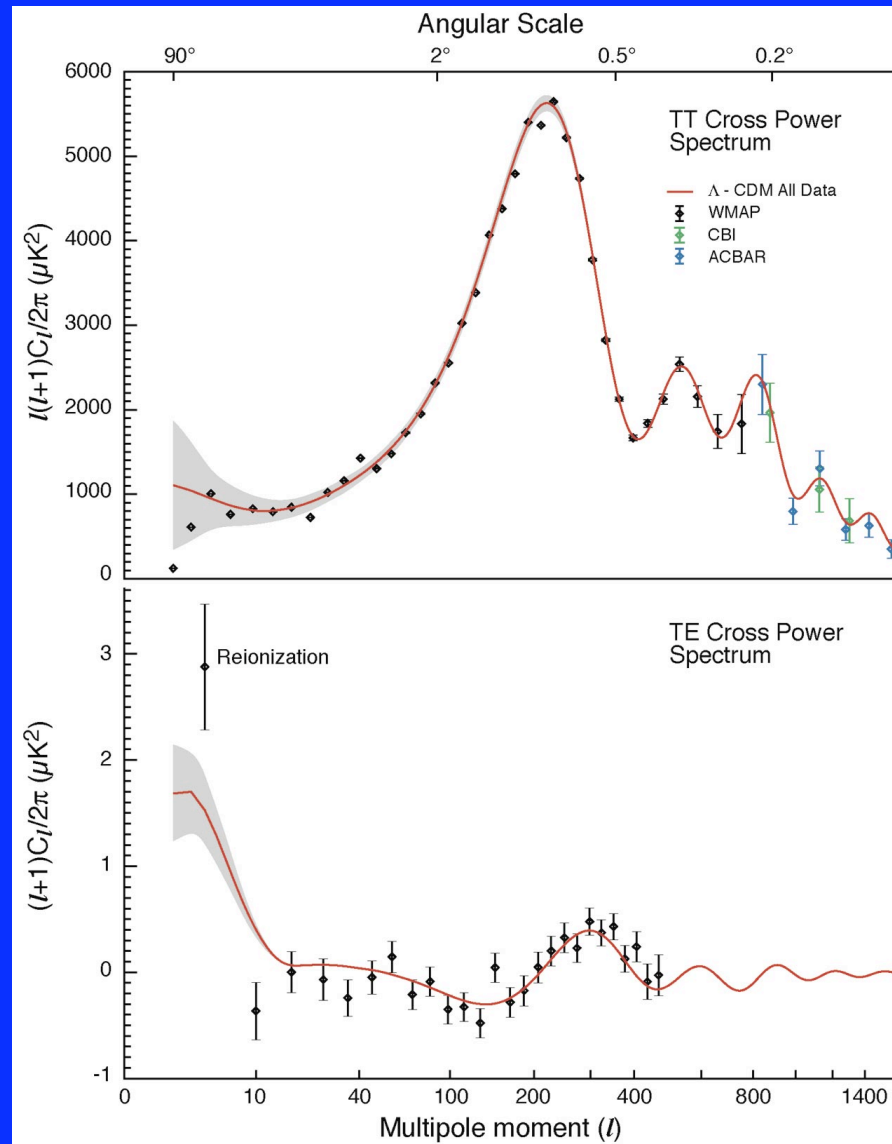 Angular Scale
90° 2° 0.5° 0.2°
6000
5000
4000
3000
2000
1000
0
l(l+1)Cl/2π (μK²)
TT Cross Power
Spectrum
Λ - CDM All Data
WMAP
CBI
ACBAR
TE Cross Power
Spectrum
Reionization
3
2
1
0
-1
(l+1)Cl/2π (μK²)
0 10 40 100 200 400 800 1400
Multipole moment (l)